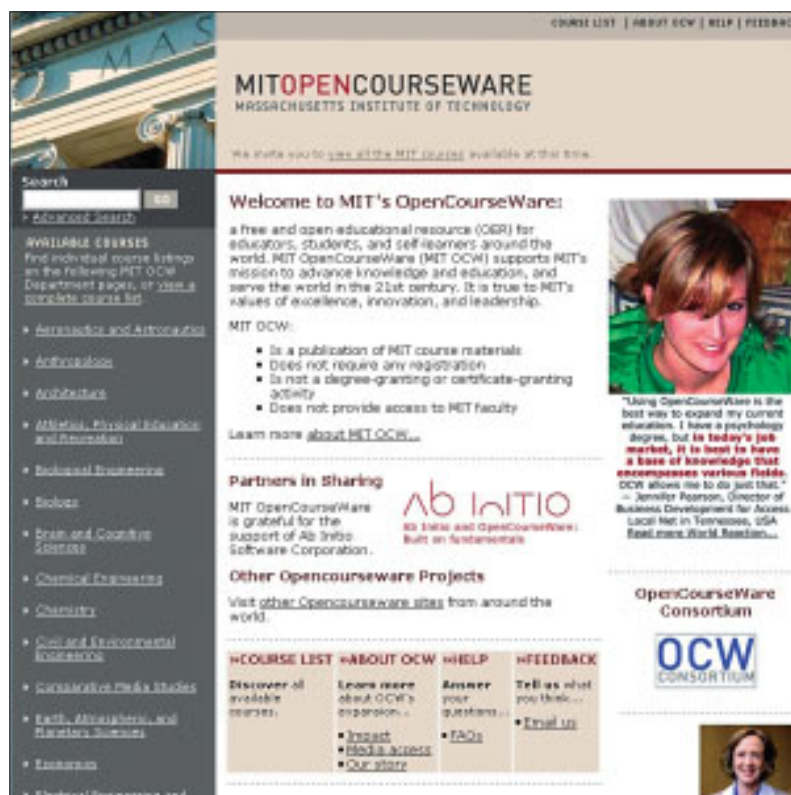 COURSE LIST | ABOUT OCW | HELP | FEEDBAC
MAS
MITOPENCOURSEWARE
MASSACHUSETTS INSTITUTE OF TECHNOLOGY
We invite you to view all the MIT courses available at this time.
Search
GO
› Advanced Search
AVAILABLE COURSES
Find individual course listings
on the following MIT OCW
Department pages, or view a
complete course list.
› Aeronautics and Astronautics
› Anthropology
› Architecture
› Athletics, Physical Education
and Recreation
› Biological Engineering
› Biology
› Brain and Cognitive
Sciences
› Chemical Engineering
› Chemistry
› Civil and Environmental
Engineering
› Comparative Media Studies
› Earth, Atmospheric, and
Planetary Sciences
› Economics
› Electrical Engineering and
Welcome to MIT's OpenCourseWare:
a free and open educational resource (OER) for
educators, students, and self-learners around the
world. MIT OpenCourseWare (MIT OCW) supports MIT's
mission to advance knowledge and education, and
serve the world in the 21st century. It is true to MIT's
values of excellence, innovation, and leadership.
MIT OCW:
• Is a publication of MIT course materials
• Does not require any registration
• Is not a degree-granting or certificate-granting
activity
• Does not provide access to MIT faculty
Learn more about MIT OCW...
Partners in Sharing
MIT OpenCourseWare
is grateful for the
support of Ab Initio
Software Corporation.
Ab Initio
Ab Initio and OpenCourseWare:
Built on fundamentals
Other Opencourseware Projects
Visit other Opencourseware sites from around the
world.
»COURSE LIST
Discover all
available
courses.
»ABOUT OCW
Learn more
about OCW's
expansion...
• Impact
• Media access
• Our story
»HELP
Answer
your
questions...
• FAQs
»FEEDBACK
Tell us what
you think...
• Email us
"Using OpenCourseWare is the
best way to expand my current
education. I have a psychology
degree, but in today's job
market, it is best to have
a base of knowledge that
encompasses various fields.
OCW allows me to do just that."
— Jennifer Pearson, Director of
Business Development for Access
Local Net in Tennessee, USA
Read more World Reaction...
OpenCourseWare
Consortium
OCW
CONSORTIUM